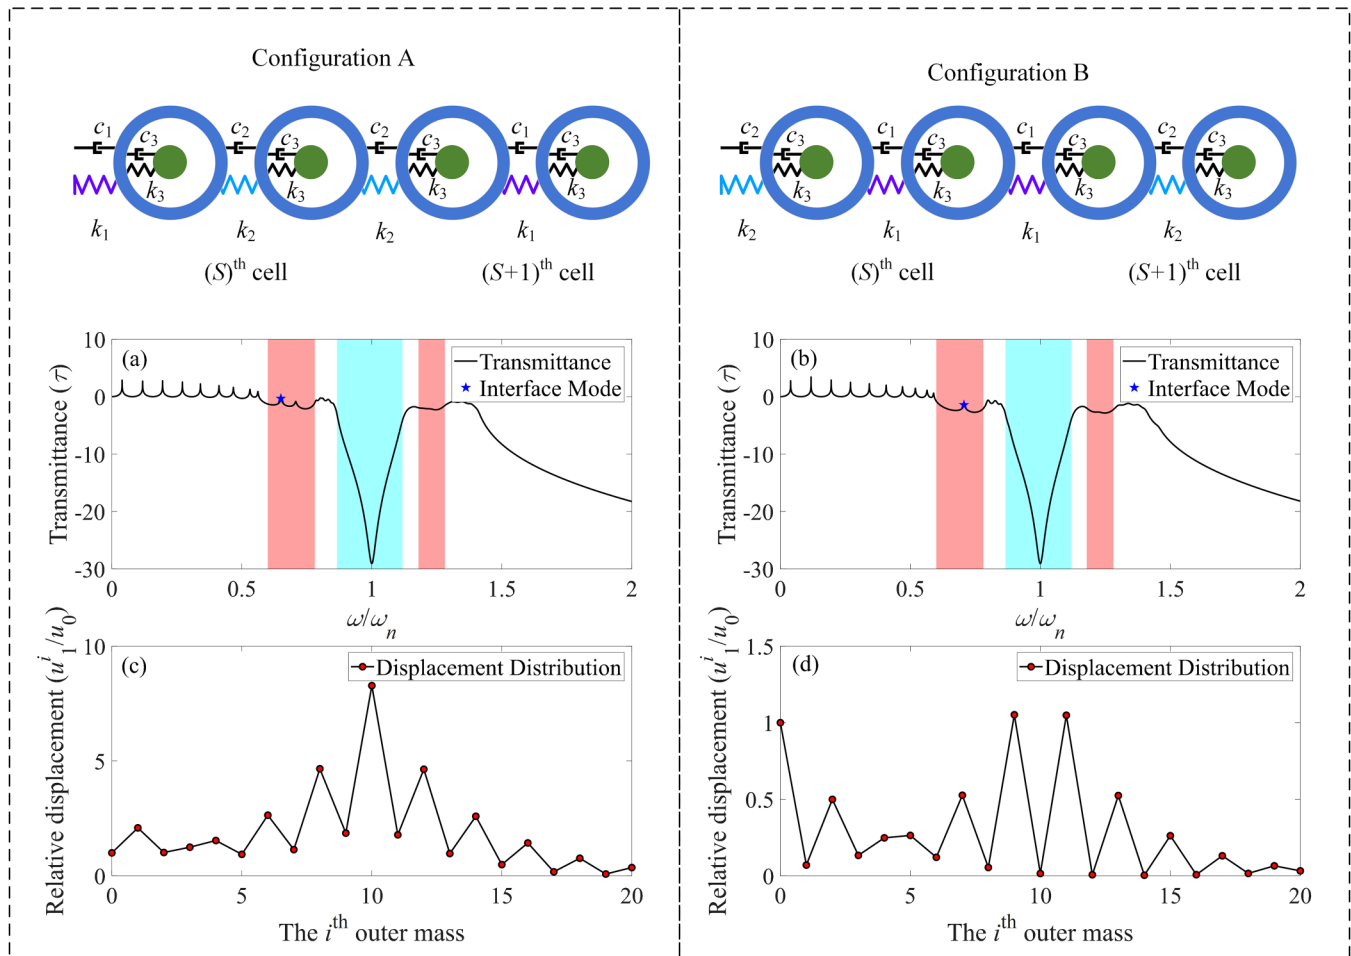 Configuration A
c1 c3 c2 c3 c2 c3 c1 c3
k3 k3 k3 k3
k1 k2 k2 k1
(S)th cell (S+1)th cell
(a)
Transmittance
Interface Mode
10
0
-10
-20
-30
Transmittance (τ)
0 0.5 1 1.5 2
ω/ωn
(c)
Displacement Distribution
10
5
0
Relative displacement (u1^i/u0)
0 5 10 15 20
The ith outer mass
Configuration B
c2 c3 c1 c3 c1 c3 c2 c3
k3 k3 k3 k3
k2 k1 k1 k2
(S)th cell (S+1)th cell
(b)
Transmittance
Interface Mode
10
0
-10
-20
-30
Transmittance (τ)
0 0.5 1 1.5 2
ω/ωn
(d)
Displacement Distribution
1.5
1
0.5
0
Relative displacement (u1^i/u0)
0 5 10 15 20
The ith outer mass